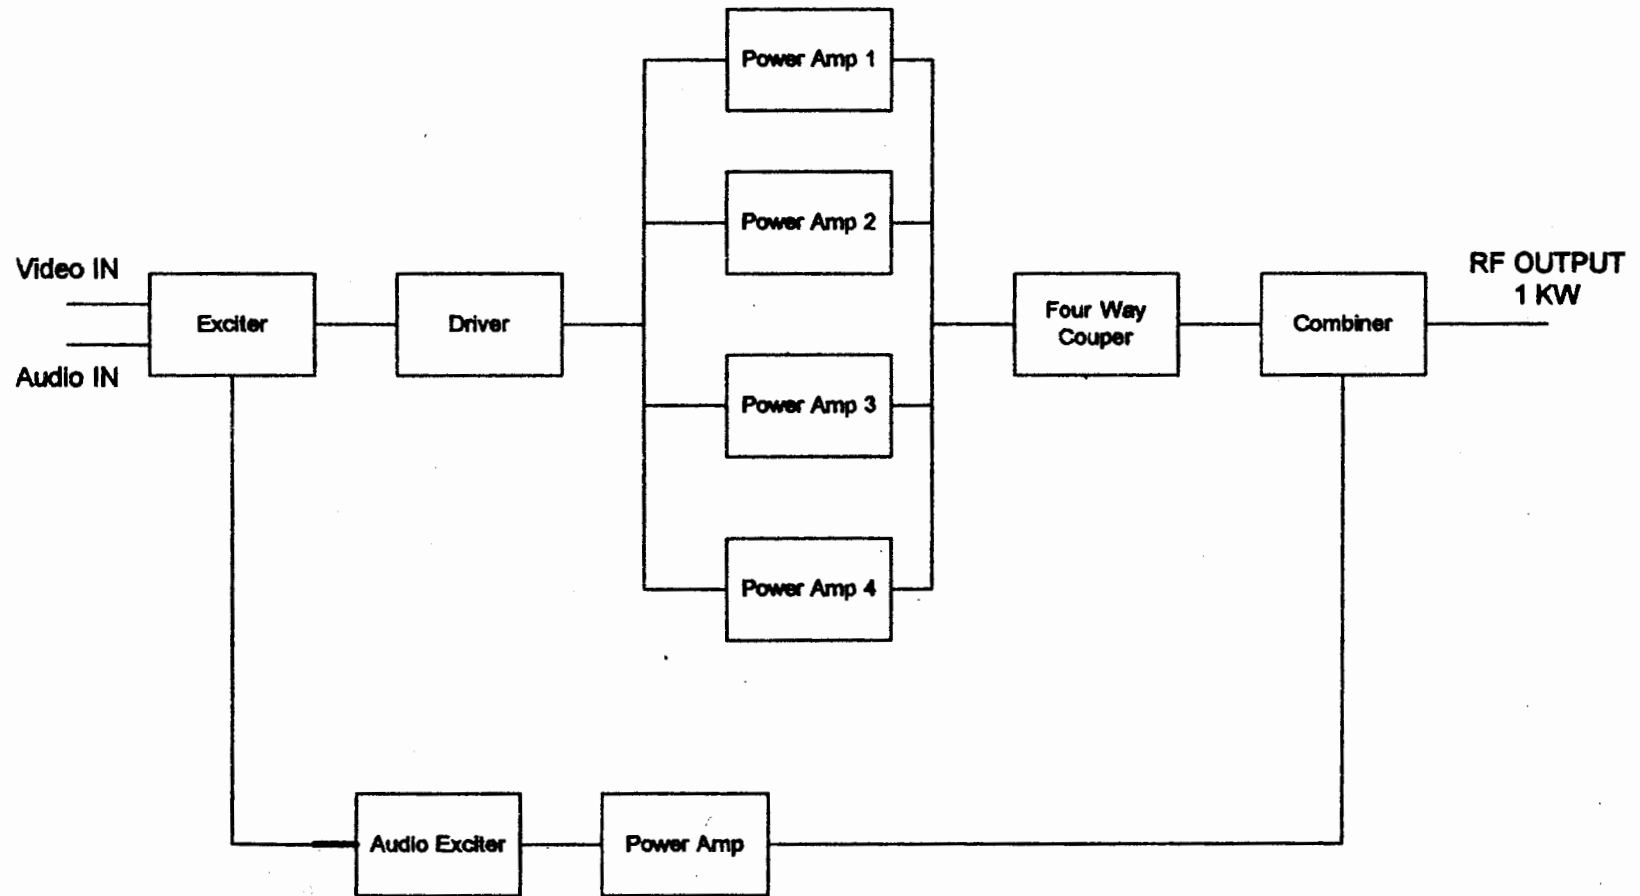 Power Amp 1
Power Amp 2
Video IN
Audio IN
Exciter
Driver
Four Way
Couper
Combiner
RF OUTPUT
1 KW
Power Amp 3
Power Amp 4
Audio Exciter
Power Amp